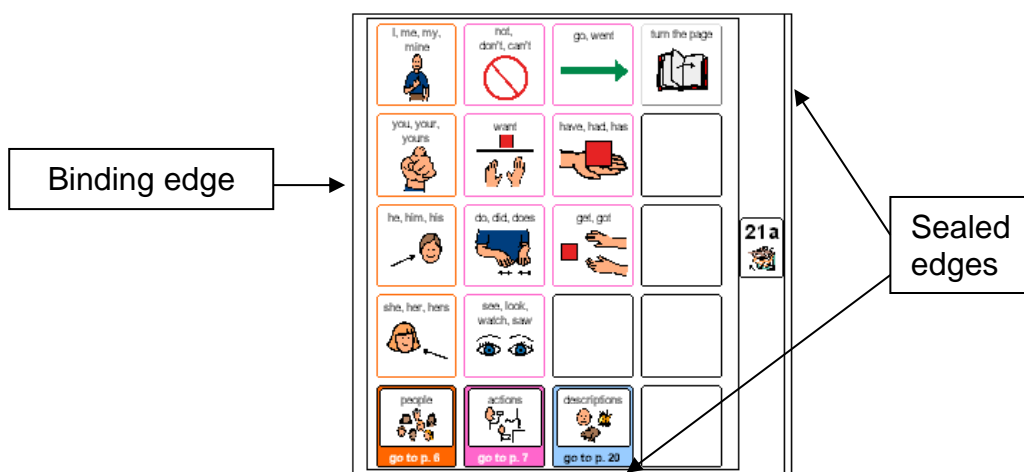 I, me, my,
mine
not,
don't, can't
go, went
turn the page
you, your,
yours
want
have, had, has
Binding edge
he, him, his
do, did, does
get, got
21a
Sealed
edges
she, her, hers
see, look,
watch, saw
people
actions
descriptions
go to p. 6
go to p. 7
go to p. 20